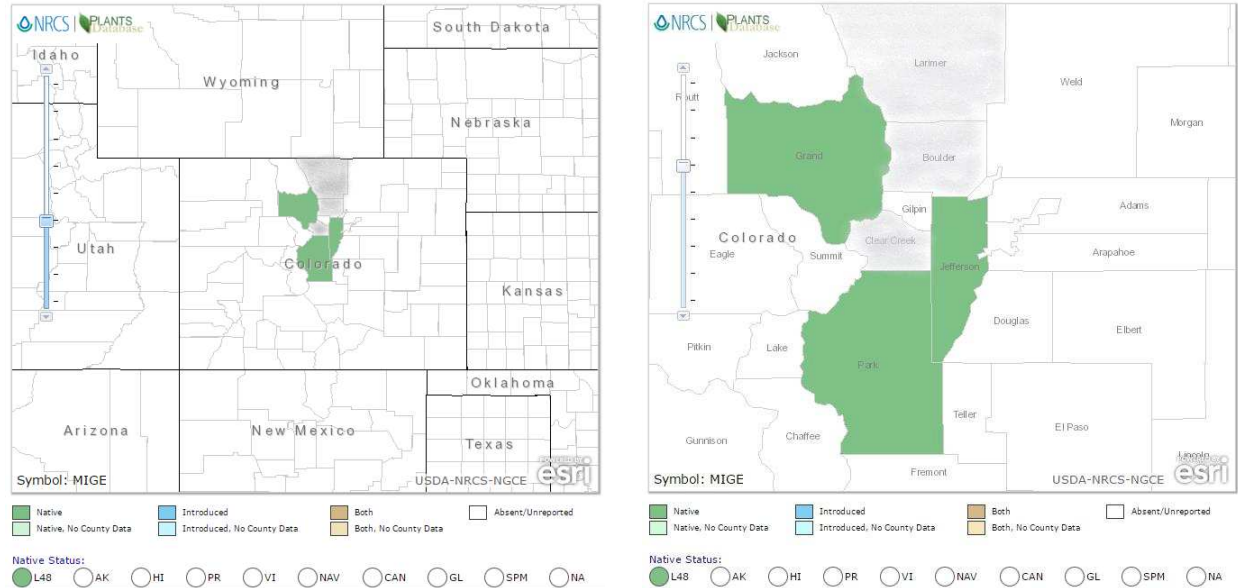 NRCS | PLANTS
Database
South Dakota
Idaho
Wyoming
Nebraska
Utah
Colorado
Kansas
Oklahoma
Arizona
New Mexico
Texas
Symbol: MIGE
USDA-NRCS-NGCE
POWERED BY
esri
Native
Introduced
Both
Absent/Unreported
Native, No County Data
Introduced, No County Data
Both, No County Data
Native Status:
L48 AK HI PR VI NAV CAN GL SPM NA
NRCS | PLANTS
Database
Jackson
Larimer
Routt
Weld
Morgan
Grand
Boulder
Gilpin
Adams
Colorado
Clear Creek
Eagle
Summit
Jefferson
Arapahoe
Douglas
Elbert
Pitkin
Lake
Park
Teller
El Paso
Gunnison
Chaffee
Lincoln
Fremont
Symbol: MIGE
USDA-NRCS-NGCE
POWERED BY
esri
Native
Introduced
Both
Absent/Unreported
Native, No County Data
Introduced, No County Data
Both, No County Data
Native Status:
L48 AK HI PR VI NAV CAN GL SPM NA